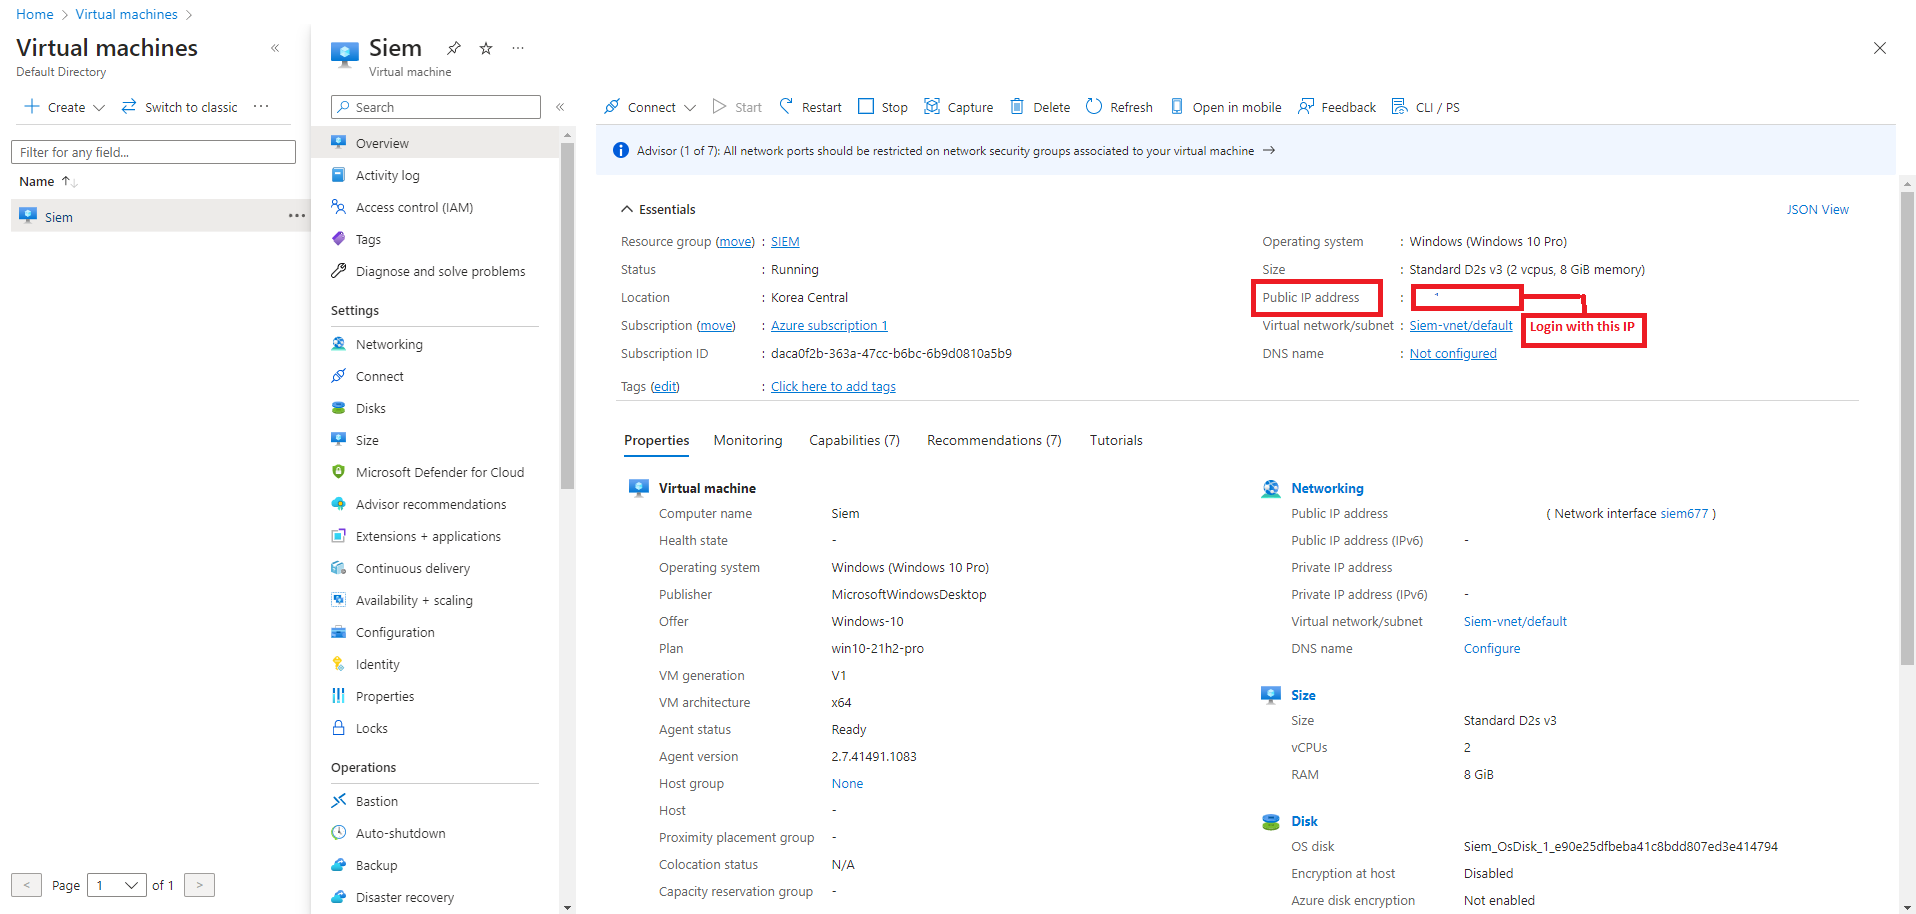 Home > Virtual machines >
Virtual machines «
Default Directory
+ Create Switch to classic ...
Filter for any field...
Name ↑↓
Siem ...
< Page 1 of 1 >
Siem ...
Virtual machine
Search «
Overview
Activity log
Access control (IAM)
Tags
Diagnose and solve problems
Settings
Networking
Connect
Disks
Size
Microsoft Defender for Cloud
Advisor recommendations
Extensions + applications
Continuous delivery
Availability + scaling
Configuration
Identity
Properties
Locks
Operations
Bastion
Auto-shutdown
Backup
Disaster recovery
Connect Start Restart Stop Capture Delete Refresh Open in mobile Feedback CLI / PS
Advisor (1 of 7): All network ports should be restricted on network security groups associated to your virtual machine →
Essentials JSON View
Resource group (move) : SIEM
Status : Running
Location : Korea Central
Subscription (move) : Azure subscription 1
Subscription ID : daca0f2b-363a-47cc-b6bc-6b9d0810a5b9
Tags (edit) : Click here to add tags
Operating system : Windows (Windows 10 Pro)
Size : Standard D2s v3 (2 vcpus, 8 GiB memory)
Public IP address :
Virtual network/subnet : Siem-vnet/default
Login with this IP
DNS name : Not configured
Properties Monitoring Capabilities (7) Recommendations (7) Tutorials
Virtual machine
Computer name Siem
Health state -
Operating system Windows (Windows 10 Pro)
Publisher MicrosoftWindowsDesktop
Offer Windows-10
Plan win10-21h2-pro
VM generation V1
VM architecture x64
Agent status Ready
Agent version 2.7.41491.1083
Host group None
Host -
Proximity placement group -
Colocation status N/A
Capacity reservation group -
Networking
Public IP address ( Network interface siem677 )
Public IP address (IPv6) -
Private IP address
Private IP address (IPv6) -
Virtual network/subnet Siem-vnet/default
DNS name Configure
Size
Size Standard D2s v3
vCPUs 2
RAM 8 GiB
Disk
OS disk Siem_OsDisk_1_e90e25dfbeba41c8bdd807ed3e414794
Encryption at host Disabled
Azure disk encryption Not enabled